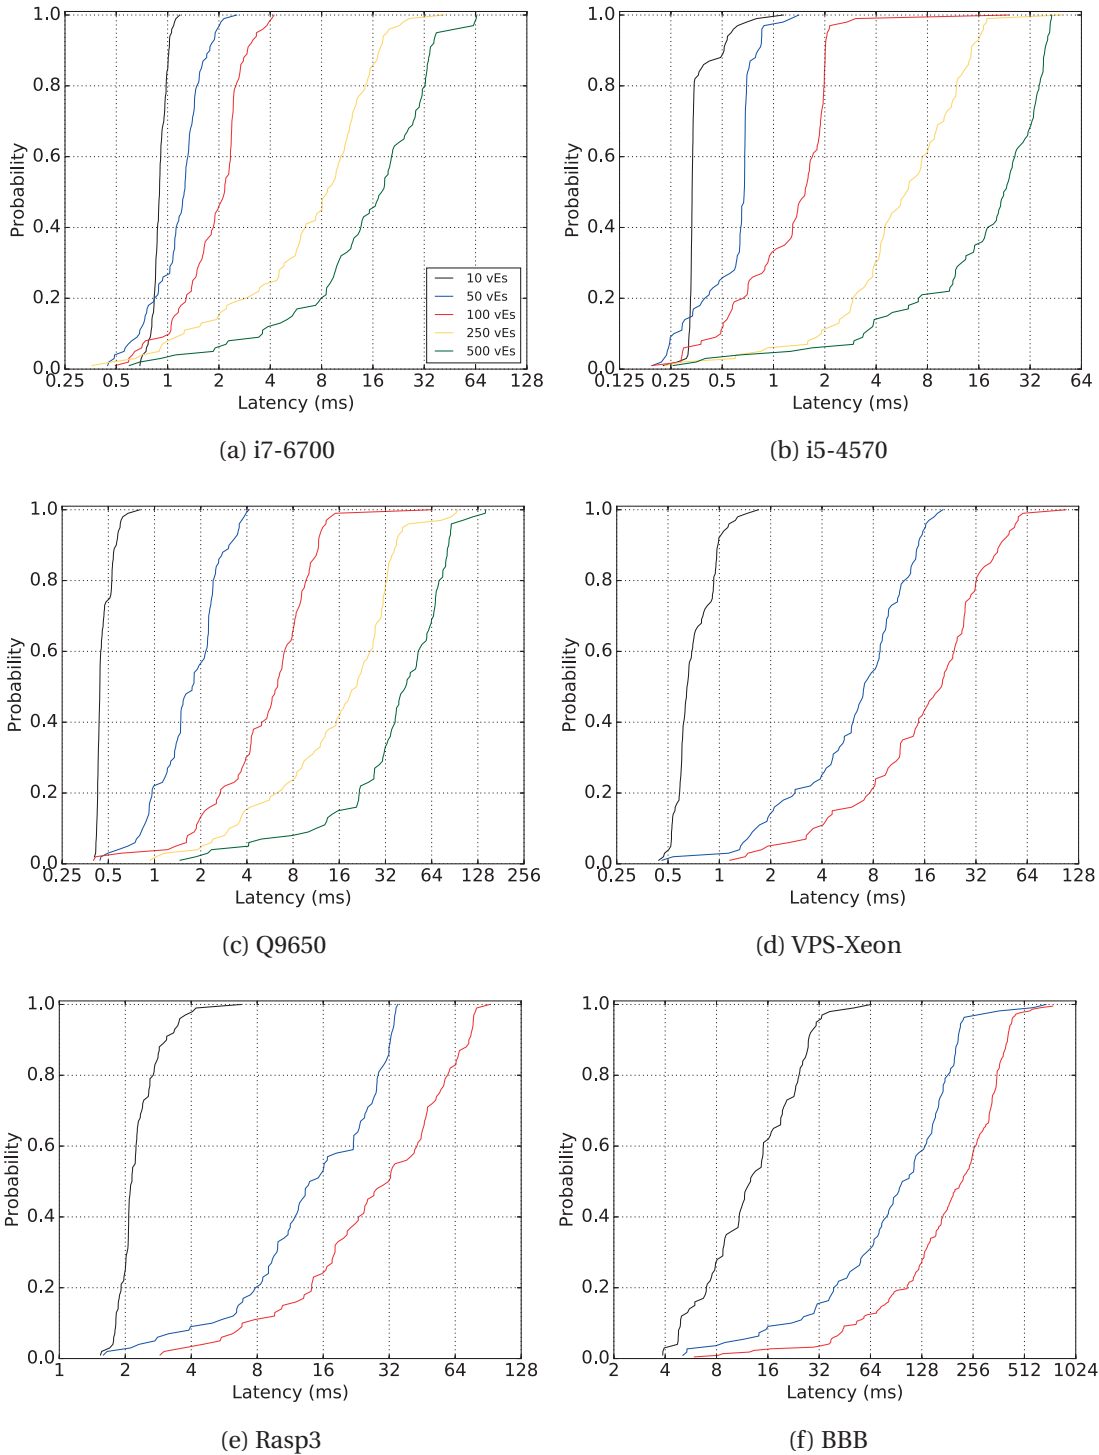 1.0
0.8
0.6
0.4
0.2
0.0
Probability
0.25 0.5 1 2 4 8 16 32 64 128
Latency (ms)
10 vEs
50 vEs
100 vEs
250 vEs
500 vEs
(a) i7-6700
1.0
0.8
0.6
0.4
0.2
0.0
Probability
0.125 0.25 0.5 1 2 4 8 16 32 64
Latency (ms)
(b) i5-4570
1.0
0.8
0.6
0.4
0.2
0.0
Probability
0.25 0.5 1 2 4 8 16 32 64 128 256
Latency (ms)
(c) Q9650
1.0
0.8
0.6
0.4
0.2
0.0
Probability
0.25 0.5 1 2 4 8 16 32 64 128
Latency (ms)
(d) VPS-Xeon
1.0
0.8
0.6
0.4
0.2
0.0
Probability
1 2 4 8 16 32 64 128
Latency (ms)
(e) Rasp3
1.0
0.8
0.6
0.4
0.2
0.0
Probability
2 4 8 16 32 64 128 256 512 1024
Latency (ms)
(f) BBB